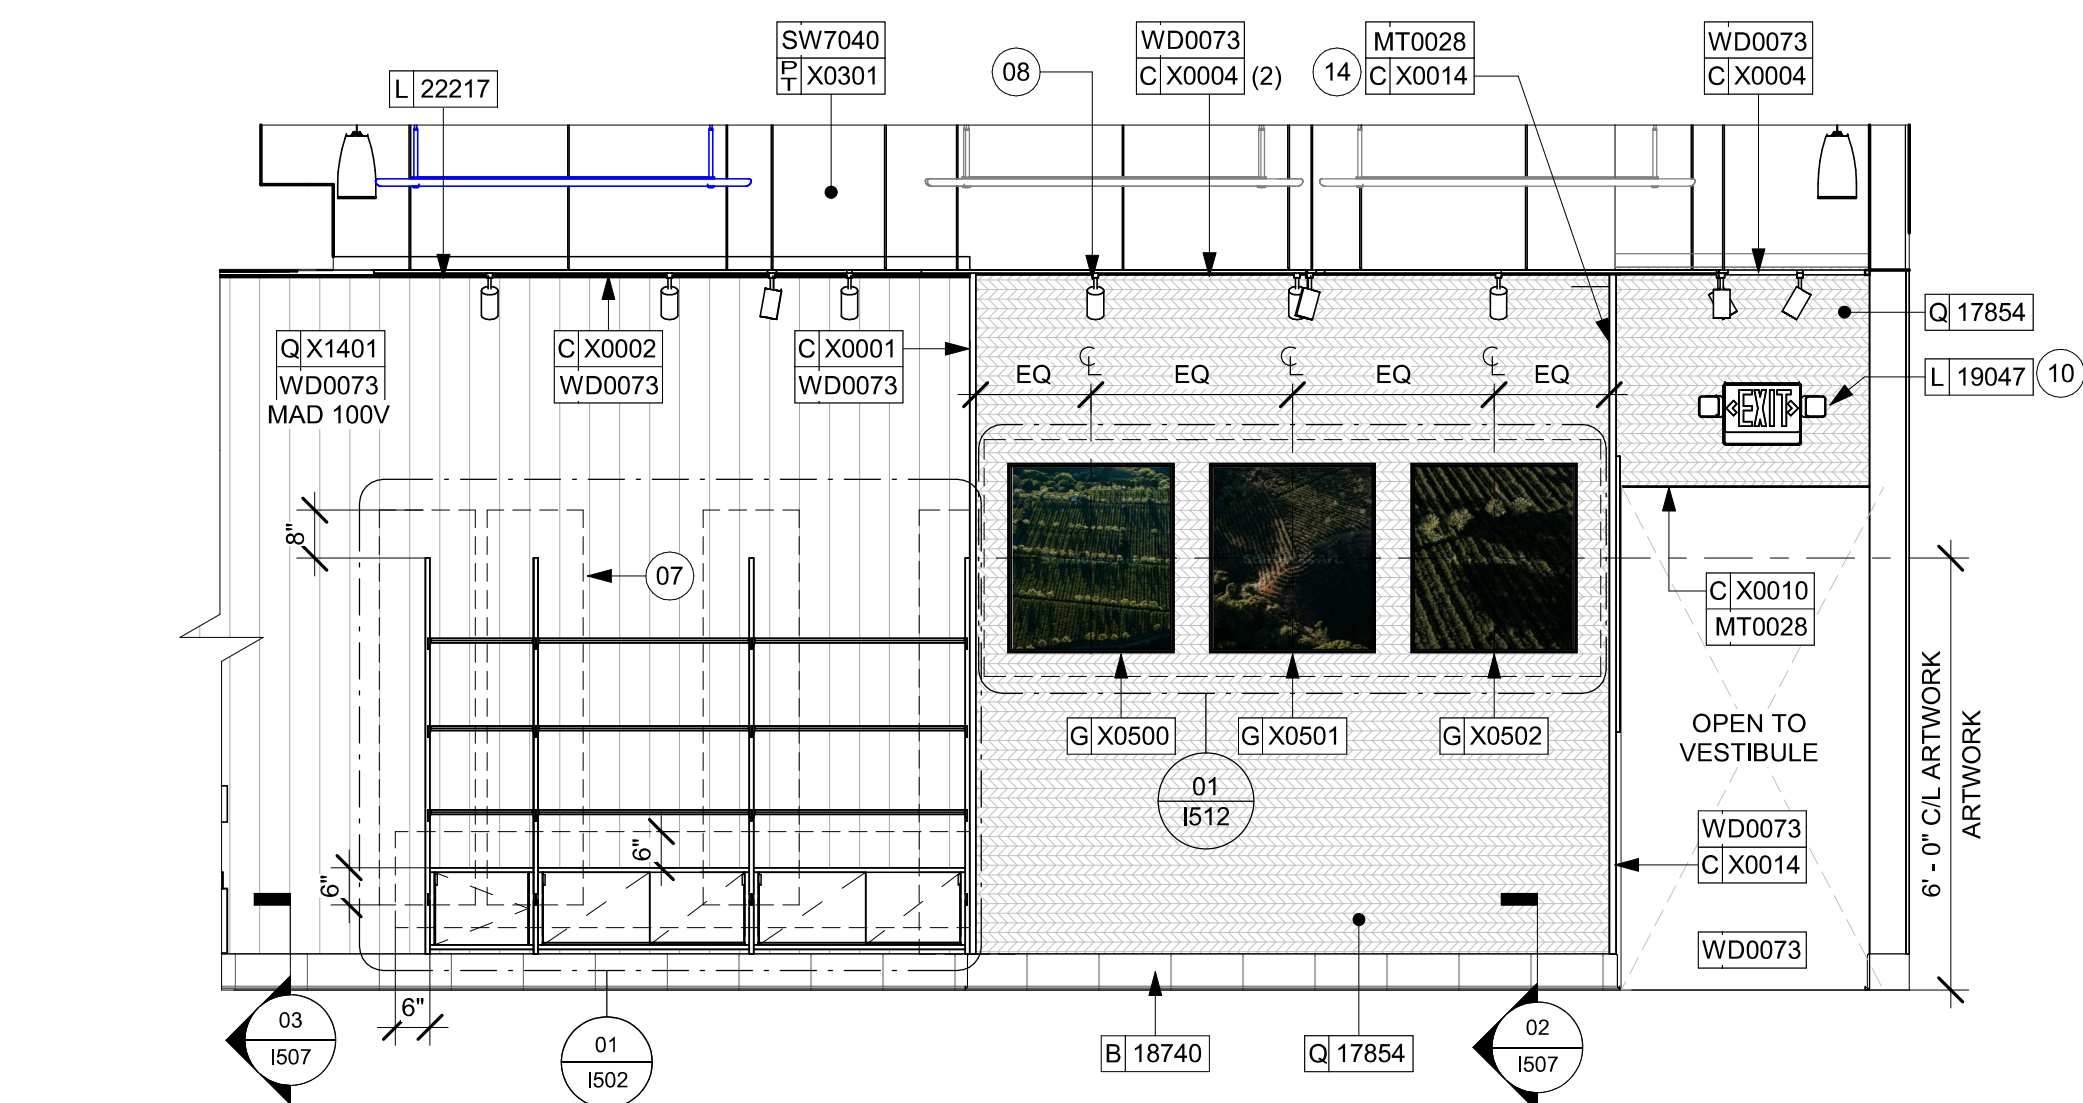 SW7040
PT X0301
08
WD0073
C X0004 (2)
14
MT0028
C X0014
WD0073
C X0004
L 22217
Q 17854
Q X1401
WD0073
MAD 100V
C X0002
WD0073
C X0001
WD0073
EQ
CL
EQ
CL
EQ
CL
EQ
L 19047
10
EXIT
8"
07
C X0010
MT0028
G X0500
G X0501
G X0502
OPEN TO
VESTIBULE
01
I512
6' - 0" C/L ARTWORK
ARTWORK
WD0073
C X0014
6"
6"
WD0073
6"
03
I507
01
I502
B 18740
Q 17854
02
I507